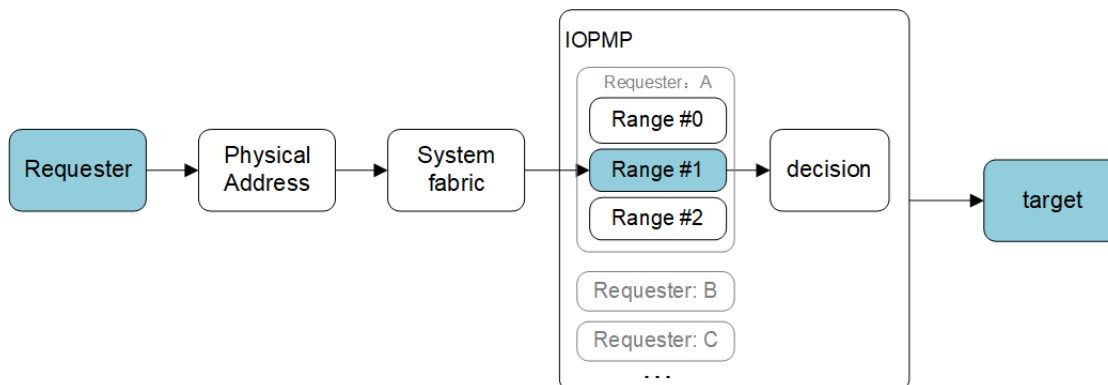 IOPMP
Requester：A
Range #0
Requester
Physical
Address
System
fabric
Range #1
decision
Range #2
target
Requester: B
Requester: C
...